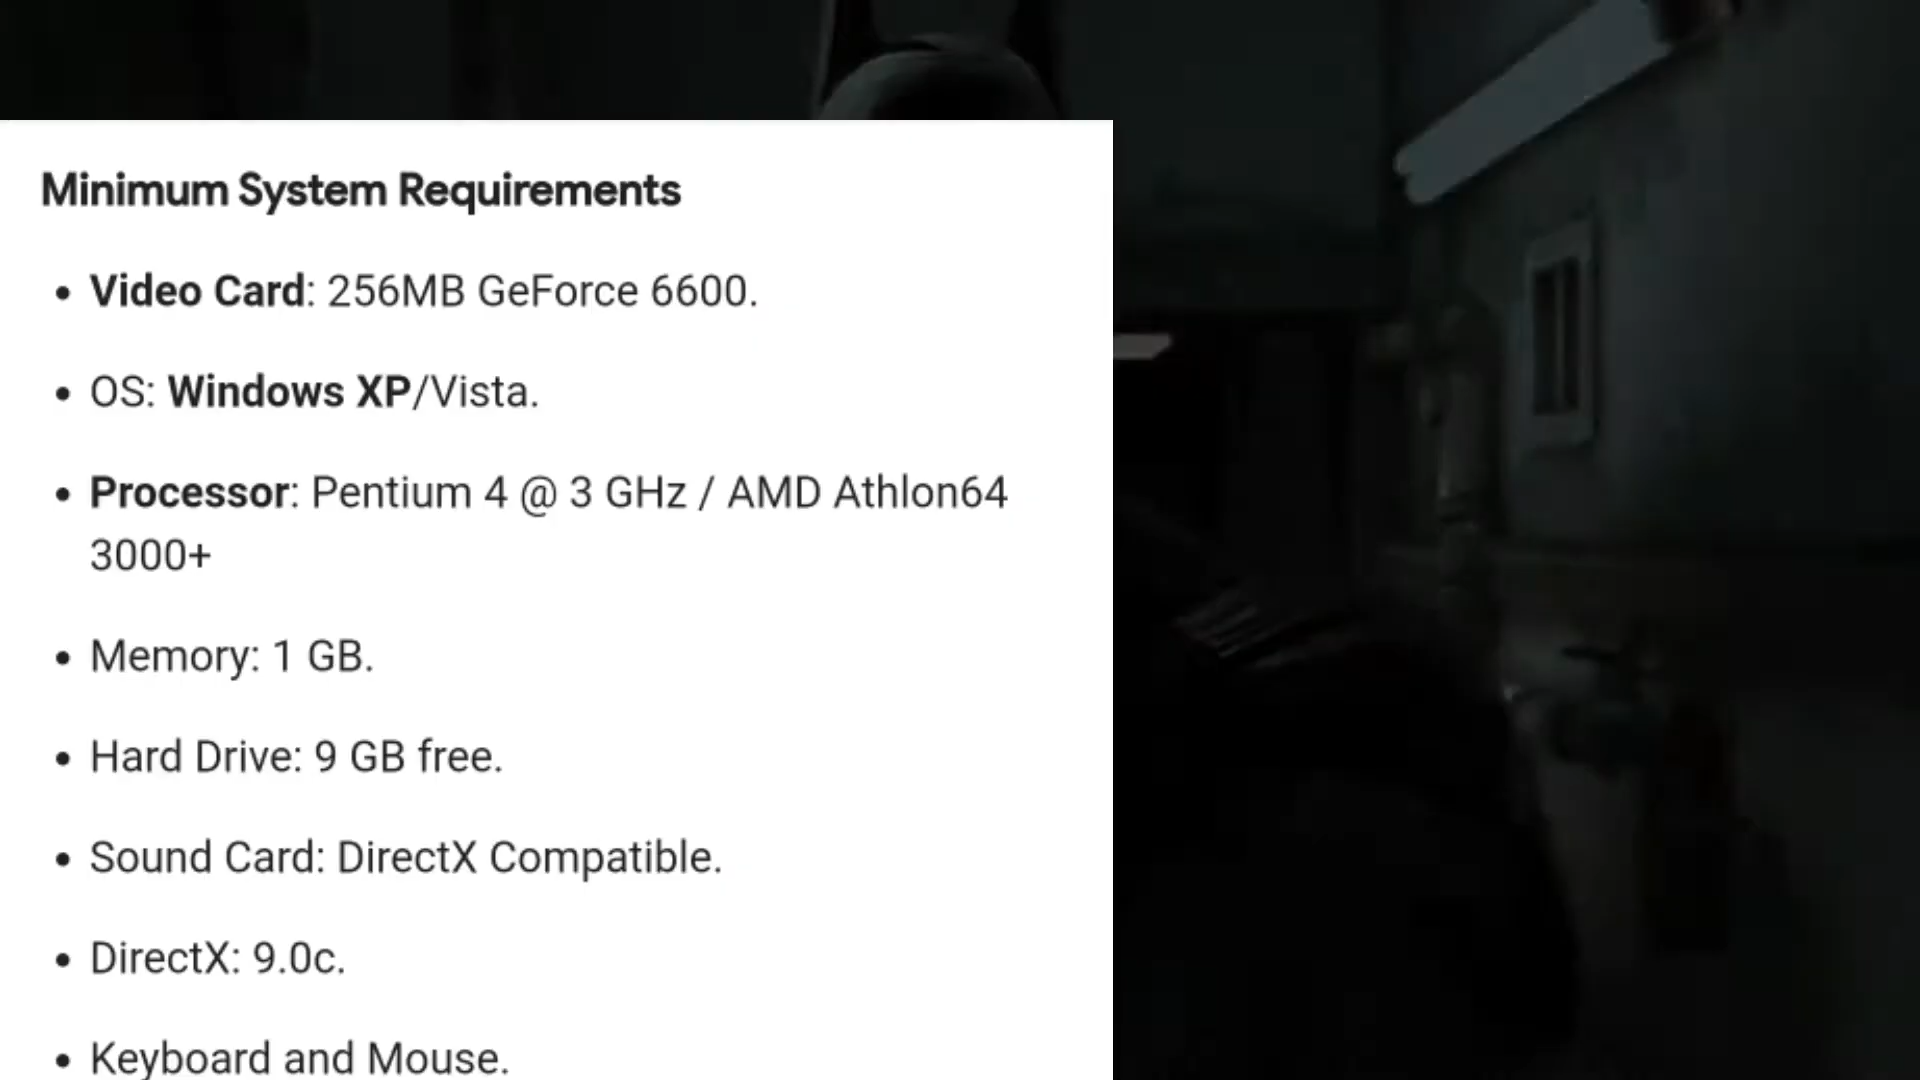 Minimum System Requirements
• Video Card: 256MB GeForce 6600.
• OS: Windows XP/Vista.
• Processor: Pentium 4 @ 3 GHz / AMD Athlon64
3000+
• Memory: 1 GB.
• Hard Drive: 9 GB free.
• Sound Card: DirectX Compatible.
• DirectX: 9.0c.
• Keyboard and Mouse.